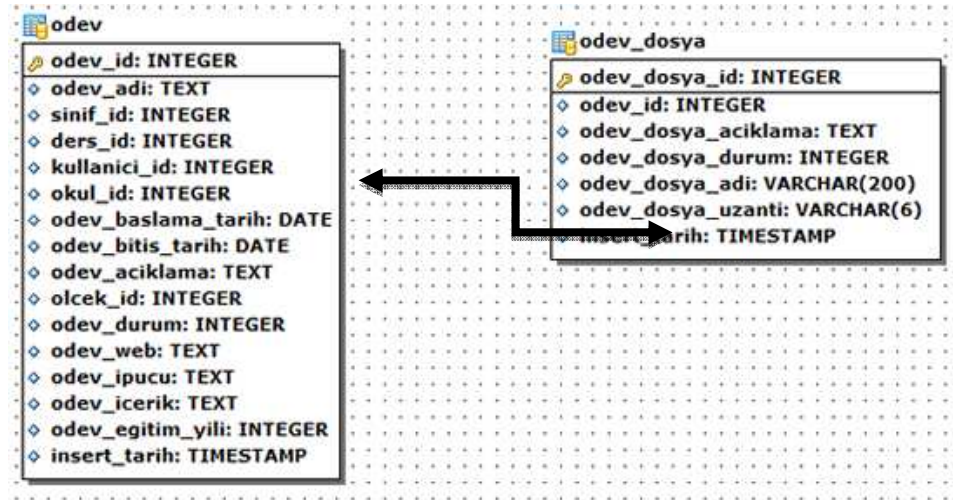 odev
odev_id: INTEGER
odev_adi: TEXT
sinif_id: INTEGER
ders_id: INTEGER
kullanici_id: INTEGER
okul_id: INTEGER
odev_baslama_tarih: DATE
odev_bitis_tarih: DATE
odev_aciklama: TEXT
olcek_id: INTEGER
odev_durum: INTEGER
odev_web: TEXT
odev_ipucu: TEXT
odev_icerik: TEXT
odev_egitim_yili: INTEGER
insert_tarih: TIMESTAMP
odev_dosya
odev_dosya_id: INTEGER
odev_id: INTEGER
odev_dosya_aciklama: TEXT
odev_dosya_durum: INTEGER
odev_dosya_adi: VARCHAR(200)
odev_dosya_uzanti: VARCHAR(6)
insert_tarih: TIMESTAMP